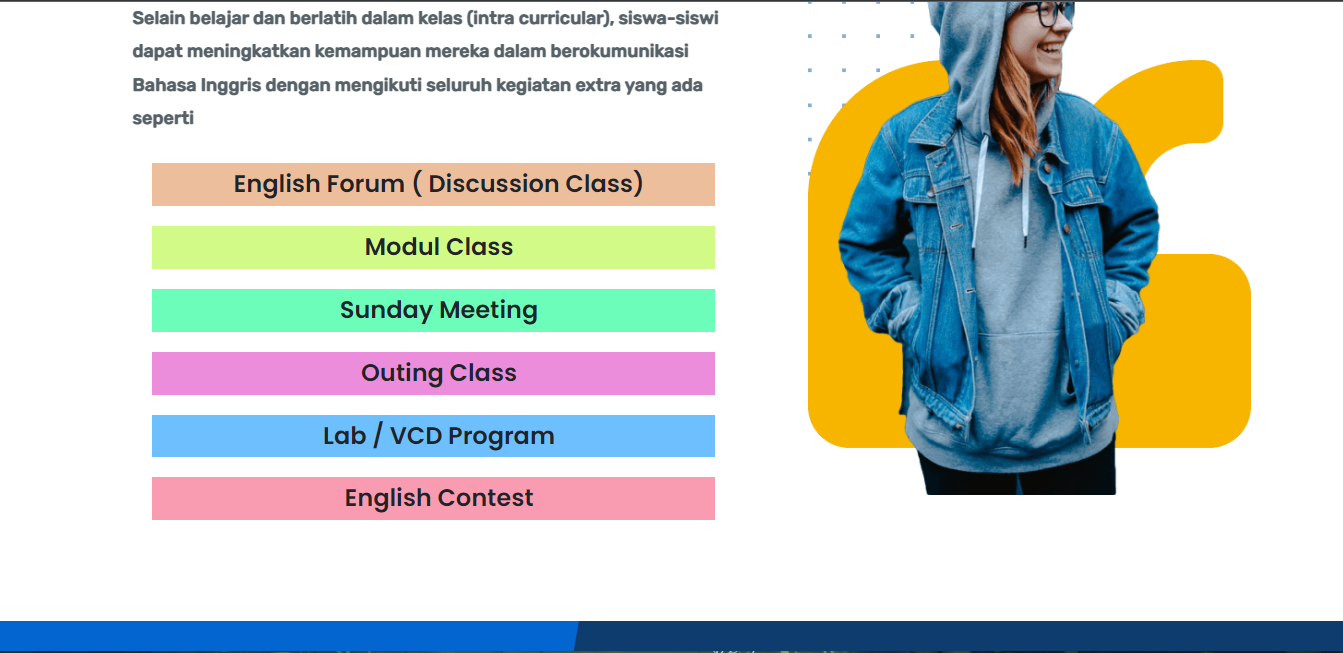 Selain belajar dan berlatih dalam kelas (intra curricular), siswa-siswi
dapat meningkatkan kemampuan mereka dalam berokumunikasi
Bahasa Inggris dengan mengikuti seluruh kegiatan extra yang ada
seperti
English Forum ( Discussion Class)
Modul Class
Sunday Meeting
Outing Class
Lab / VCD Program
English Contest